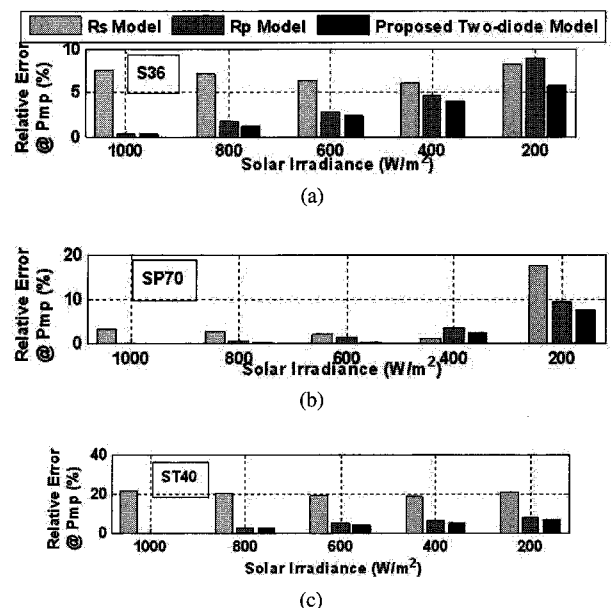 Rs Model Rp Model Proposed Two-diode Model
Relative Error
@ Pmp (%)
10
5
0
S36
1000 800 600 400 200
Solar Irradiance (W/m²)
(a)
Relative Error
@ Pmp (%)
20
10
0
SP70
1000 800 600 400 200
Solar Irradiance (W/m²)
(b)
Relative Error
@ Pmp (%)
40
20
0
ST40
1000 800 600 400 200
Solar Irradiance (W/m²)
(c)